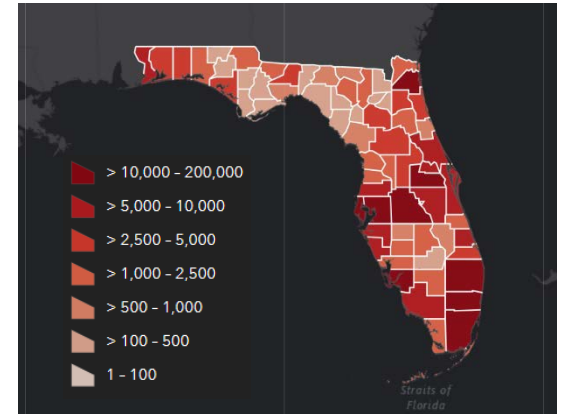 > 10,000 – 200,000
> 5,000 – 10,000
> 2,500 – 5,000
> 1,000 – 2,500
> 500 – 1,000
> 100 – 500
1 – 100
Straits of
Florida